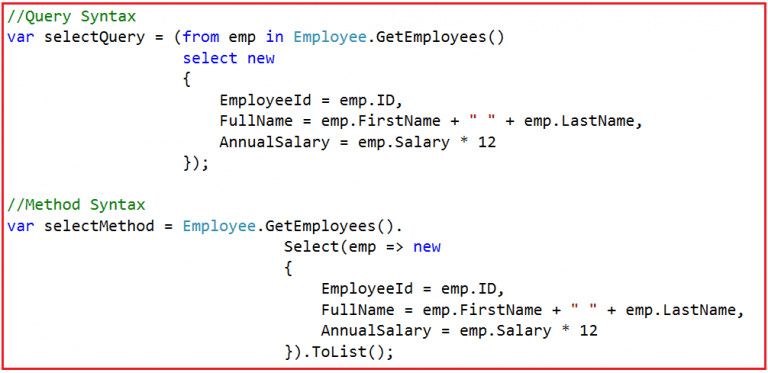 //Query Syntax
var selectQuery = (from emp in Employee.GetEmployees()
select new
{
EmployeeId = emp.ID,
FullName = emp.FirstName + " " + emp.LastName,
AnnualSalary = emp.Salary * 12
});
//Method Syntax
var selectMethod = Employee.GetEmployees().
Select(emp => new
{
EmployeeId = emp.ID,
FullName = emp.FirstName + " " + emp.LastName,
AnnualSalary = emp.Salary * 12
}).ToList();